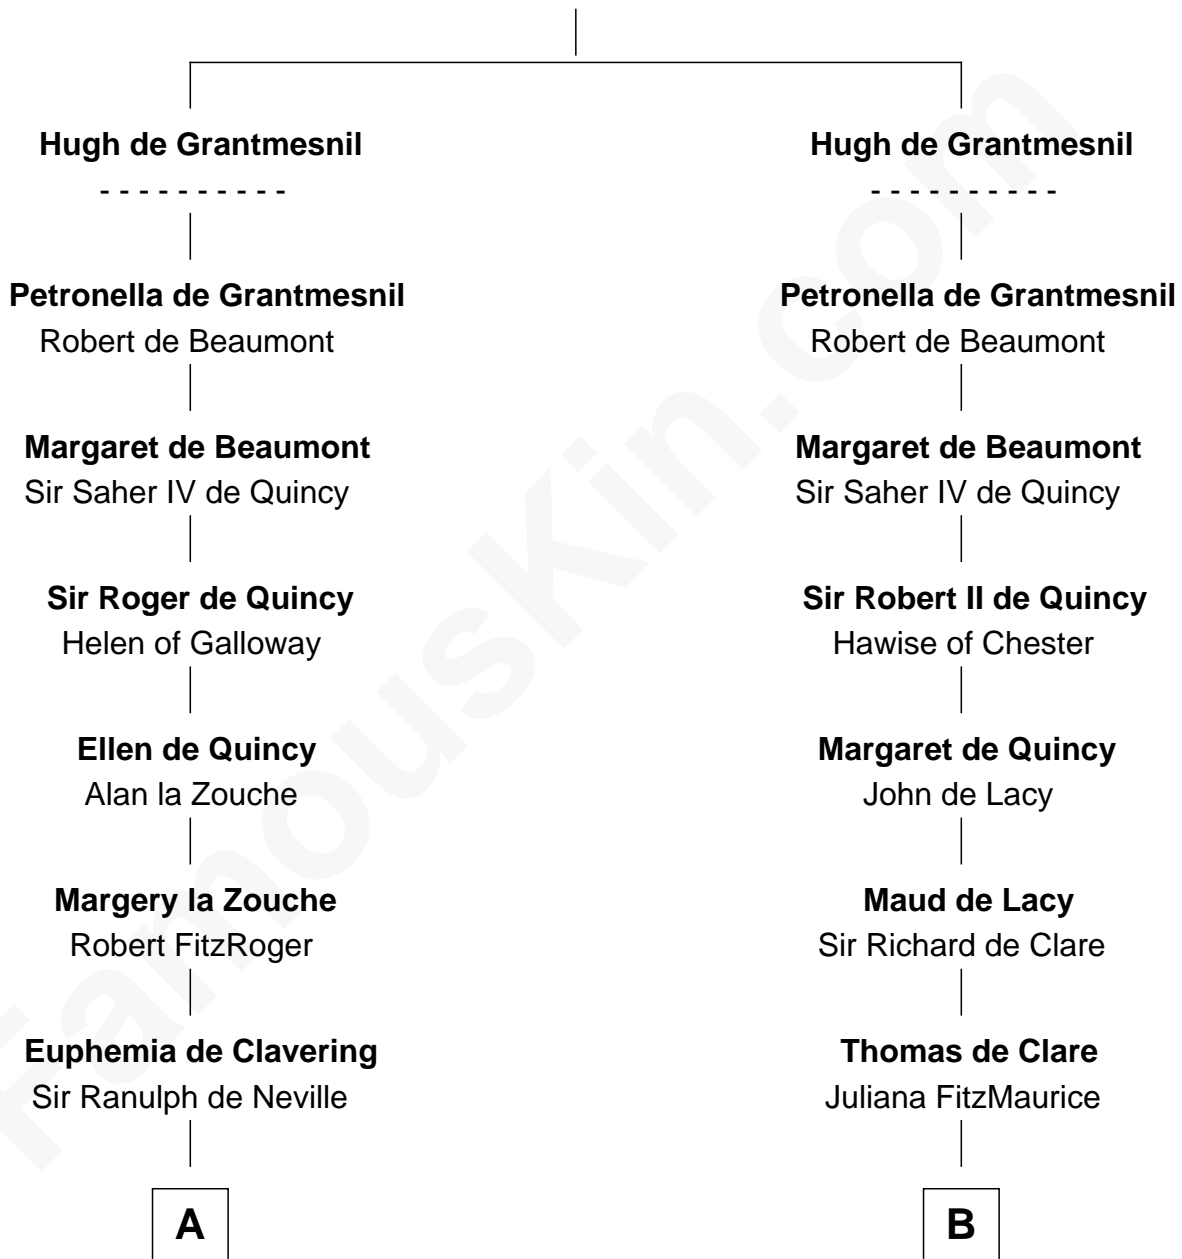 Hugh de Grantmesnil Hugh de Grantmesnil
- - - - - - - - - - - - - - - - - - - -
Petronella de Grantmesnil Petronella de Grantmesnil
Robert de Beaumont Robert de Beaumont
Margaret de Beaumont Margaret de Beaumont
Sir Saher IV de Quincy Sir Saher IV de Quincy
Sir Roger de Quincy Sir Robert II de Quincy
Helen of Galloway Hawise of Chester
Ellen de Quincy Margaret de Quincy
Alan la Zouche John de Lacy
Margery la Zouche Maud de Lacy
Robert FitzRoger Sir Richard de Clare
Euphemia de Clavering Thomas de Clare
Sir Ranulph de Neville Juliana FitzMaurice
A B
FamousKin.com